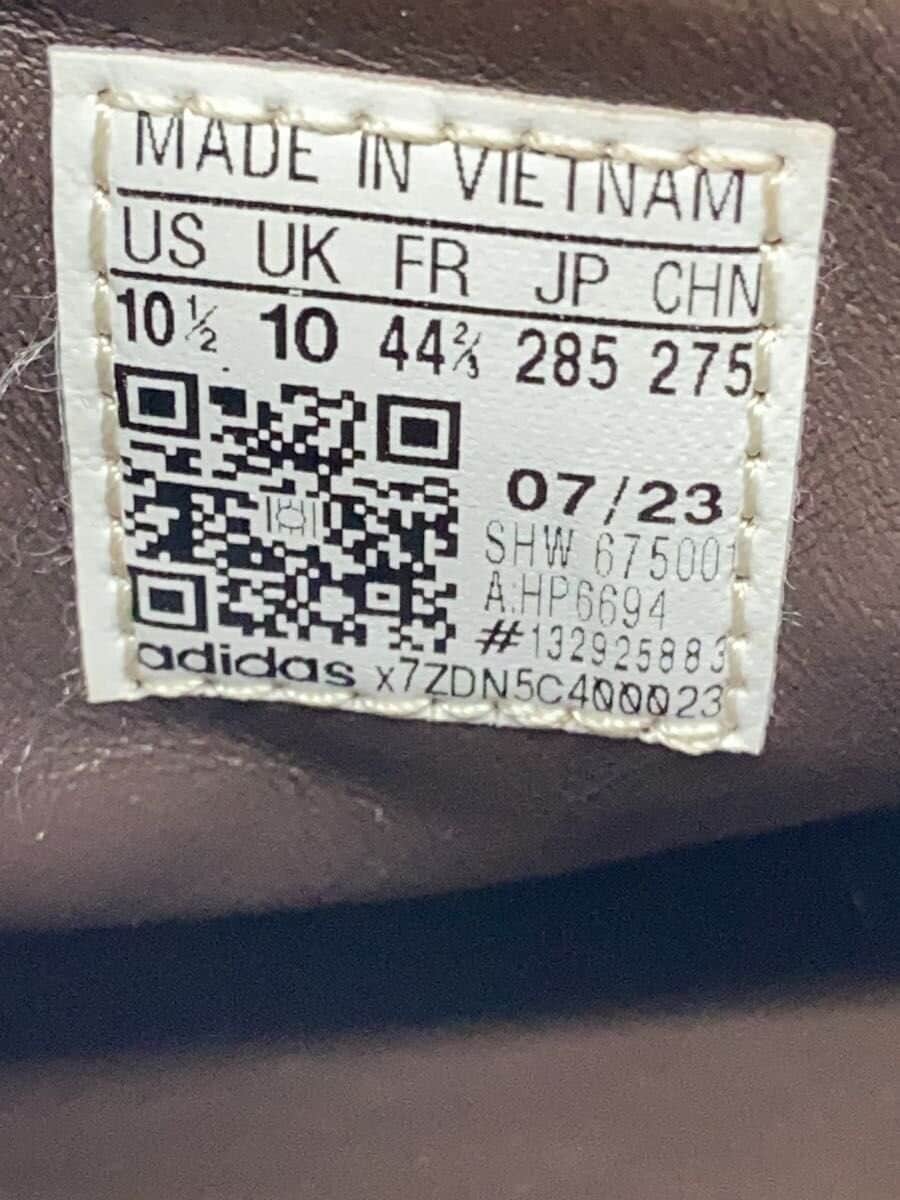 MADE IN VIETNAM
US UK FR JP CHN
10½ 10 44⅔ 285 275
07/23
SHW 675001
A:HP6694
#132925883
adidas x7ZDN5C400023